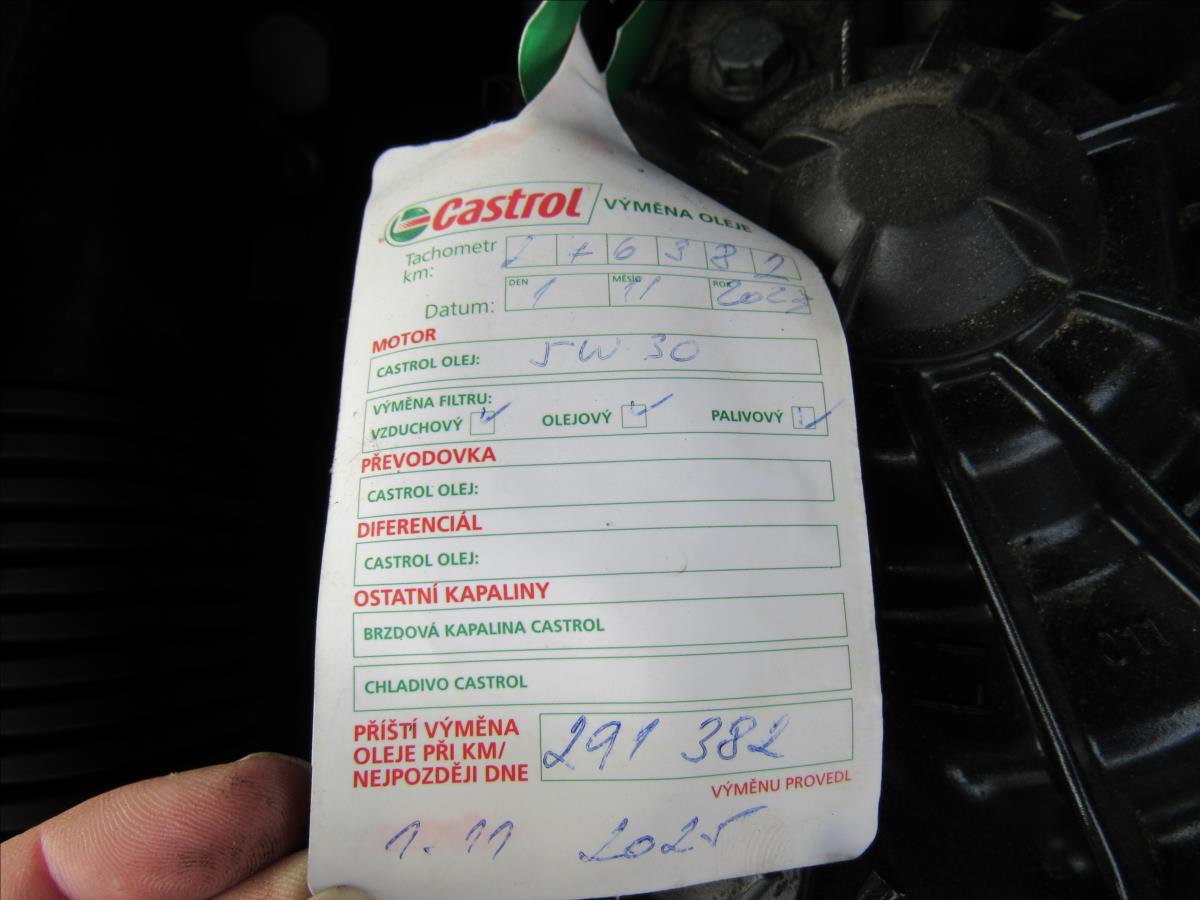 Castrol VÝMĚNA OLEJE
Tachometr km: 2 7 6 3 8 2
Datum: DEN 1 MĚSÍC 11 ROK
MOTOR
CASTROL OLEJ: 5W 30
VÝMĚNA FILTRU:
VZDUCHOVÝ OLEJOVÝ PALIVOVÝ
PŘEVODOVKA
CASTROL OLEJ:
DIFERENCIÁL
CASTROL OLEJ:
OSTATNÍ KAPALINY
BRZDOVÁ KAPALINA CASTROL
CHLADIVO CASTROL
PŘÍŠTÍ VÝMĚNA
OLEJE PŘI KM/
NEJPOZDĚJI DNE
291 382
VÝMĚNU PROVEDL
1. 11 2025